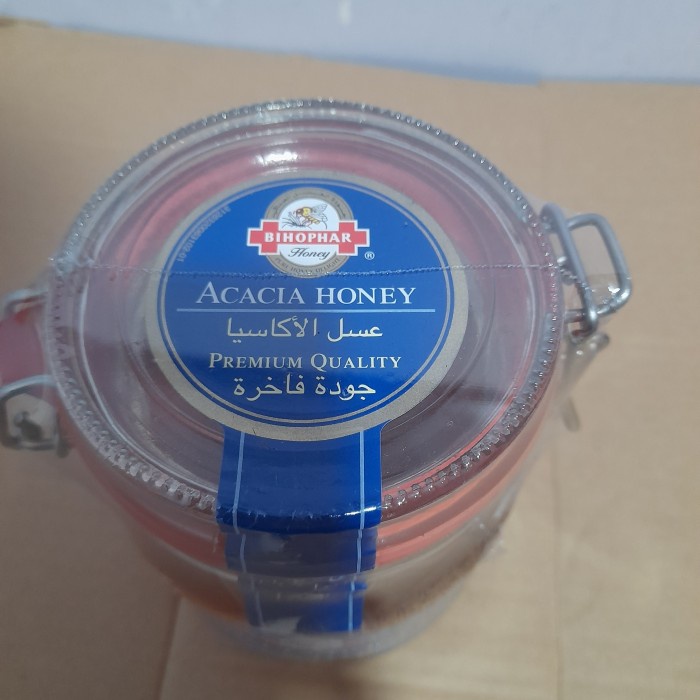 BIHOPHAR
Honey
®
ACACIA HONEY
عسل الأكاسيا
PREMIUM QUALITY
جودة فاخرة